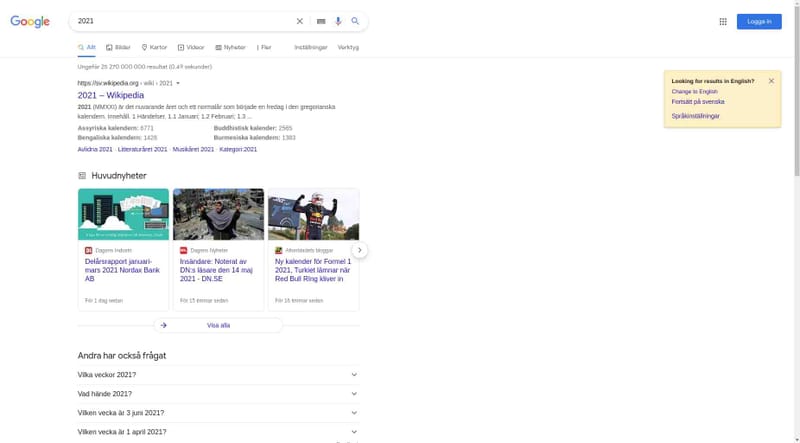 Google
2021
Logga in
Allt
Bilder
Kartor
Videor
Nyheter
Fler
Inställningar
Verktyg
Ungefär 25 270 000 000 resultat (0,49 sekunder)
https://sv.wikipedia.org › wiki › 2021
2021 – Wikipedia
2021 (MMXXI) är det nuvarande året och ett normalår som började en fredag i den gregorianska
kalendern. Innehåll. 1 Händelser. 1.1 Januari; 1.2 Februari; 1.3 ...
Assyriska kalendern: 6771
Buddhistisk kalender: 2565
Bengaliska kalendern: 1428
Burmesiska kalendern: 1383
Avlidna 2021 · Litteraturåret 2021 · Musikåret 2021 · Kategori:2021
Looking for results in English?
Change to English
Fortsätt på svenska
Språkinställningar
Huvudnyheter
Dagens Industri
Delårsrapport januari-
mars 2021 Nordax Bank
AB
För 1 dag sedan
Dagens Nyheter
Insändare: Noterat av
DN:s läsare den 14 maj
2021 - DN.SE
För 15 timmar sedan
Aftonbladets bloggar
Ny kalender för Formel 1
2021, Turkiet lämnar när
Red Bull Ring kliver in
För 16 timmar sedan
Visa alla
Andra har också frågat
Vilka veckor 2021?
Vad hände 2021?
Vilken vecka är 3 juni 2021?
Vilken vecka är 1 april 2021?